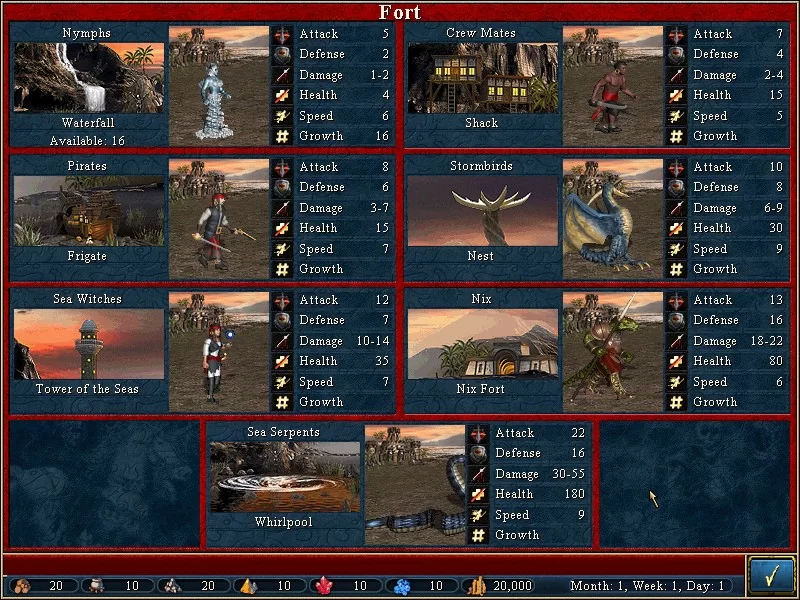 Fort
Nymphs
Waterfall
Available: 16
Attack 5
Defense 2
Damage 1-2
Health 4
Speed 6
Growth 16
Crew Mates
Shack
Attack 7
Defense 4
Damage 2-4
Health 15
Speed 5
Growth
Pirates
Frigate
Attack 8
Defense 6
Damage 3-7
Health 15
Speed 7
Growth
Stormbirds
Nest
Attack 10
Defense 8
Damage 6-9
Health 30
Speed 9
Growth
Sea Witches
Tower of the Seas
Attack 12
Defense 7
Damage 10-14
Health 35
Speed 7
Growth
Nix
Nix Fort
Attack 13
Defense 16
Damage 18-22
Health 80
Speed 6
Growth
Sea Serpents
Whirlpool
Attack 22
Defense 16
Damage 30-55
Health 180
Speed 9
Growth
20 10 20 10 10 10 20,000 Month: 1, Week: 1, Day: 1